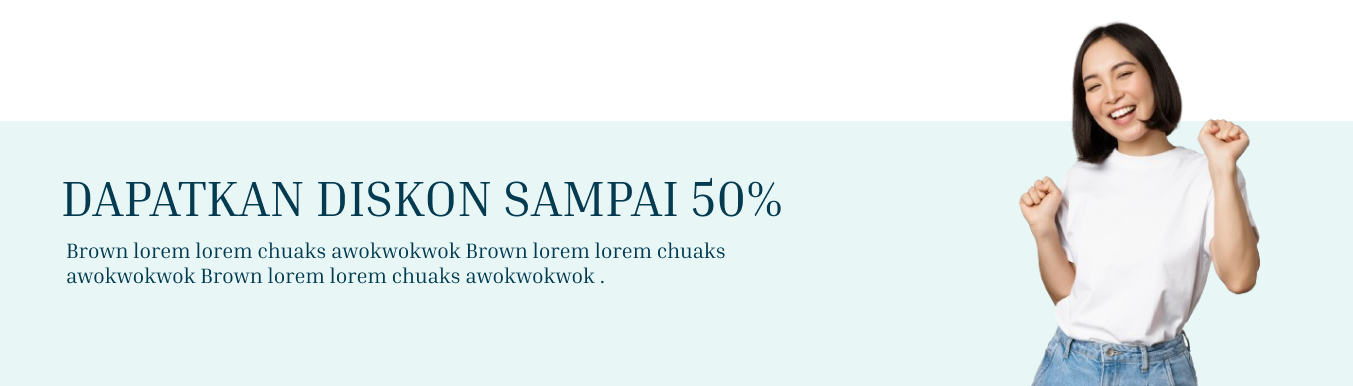 DAPATKAN DISKON SAMPAI 50%
Brown lorem lorem chuaks awokwokwok Brown lorem lorem chuaks
awokwokwok Brown lorem lorem chuaks awokwokwok .